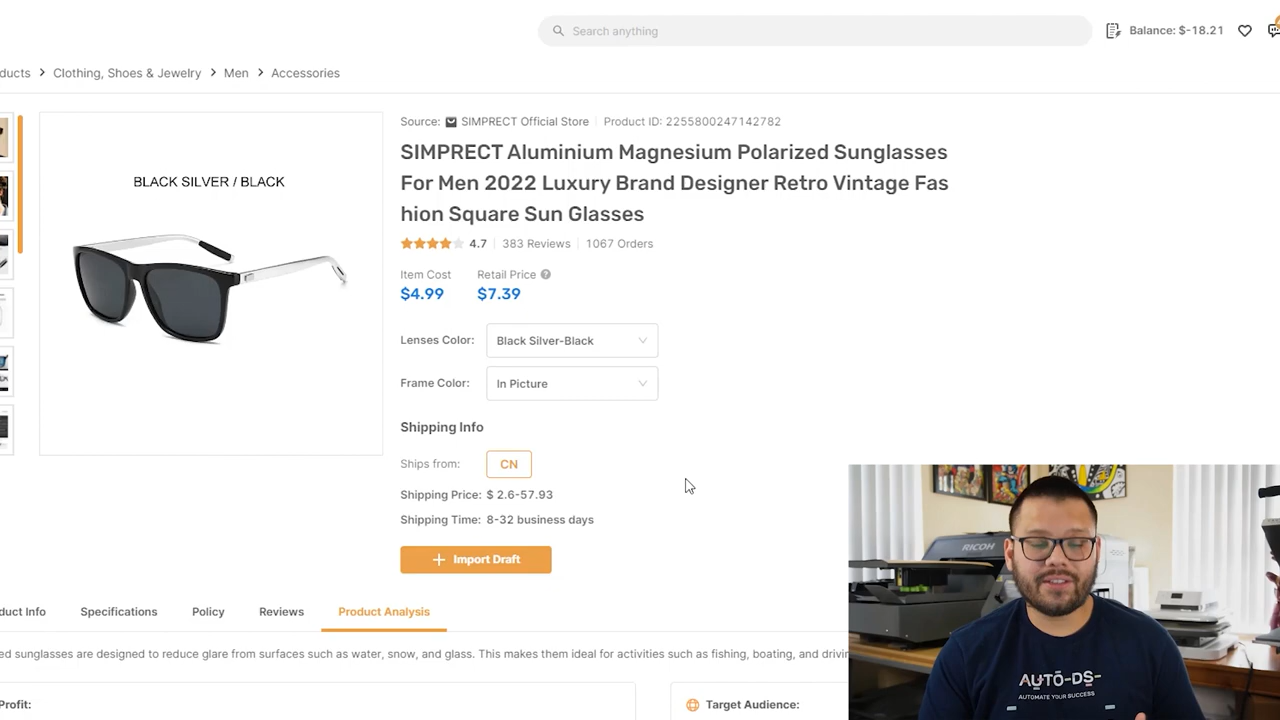 Search anything
Balance: $-18.21
ducts > Clothing, Shoes & Jewelry > Men > Accessories
Source: SIMPRECT Official Store Product ID: 2255800247142782
SIMPRECT Aluminium Magnesium Polarized Sunglasses
For Men 2022 Luxury Brand Designer Retro Vintage Fas
hion Square Sun Glasses
BLACK SILVER / BLACK
4.7 383 Reviews 1067 Orders
Item Cost Retail Price ?
$4.99 $7.39
Lenses Color: Black Silver-Black
Frame Color: In Picture
Shipping Info
Ships from: CN
Shipping Price: $ 2.6-57.93
Shipping Time: 8-32 business days
+ Import Draft
duct Info Specifications Policy Reviews Product Analysis
ed sunglasses are designed to reduce glare from surfaces such as water, snow, and glass. This makes them ideal for activities such as fishing, boating, and drivin
Profit: Target Audience:
RICOH
AUTO-DS-
AUTOMATE YOUR SUCCESS